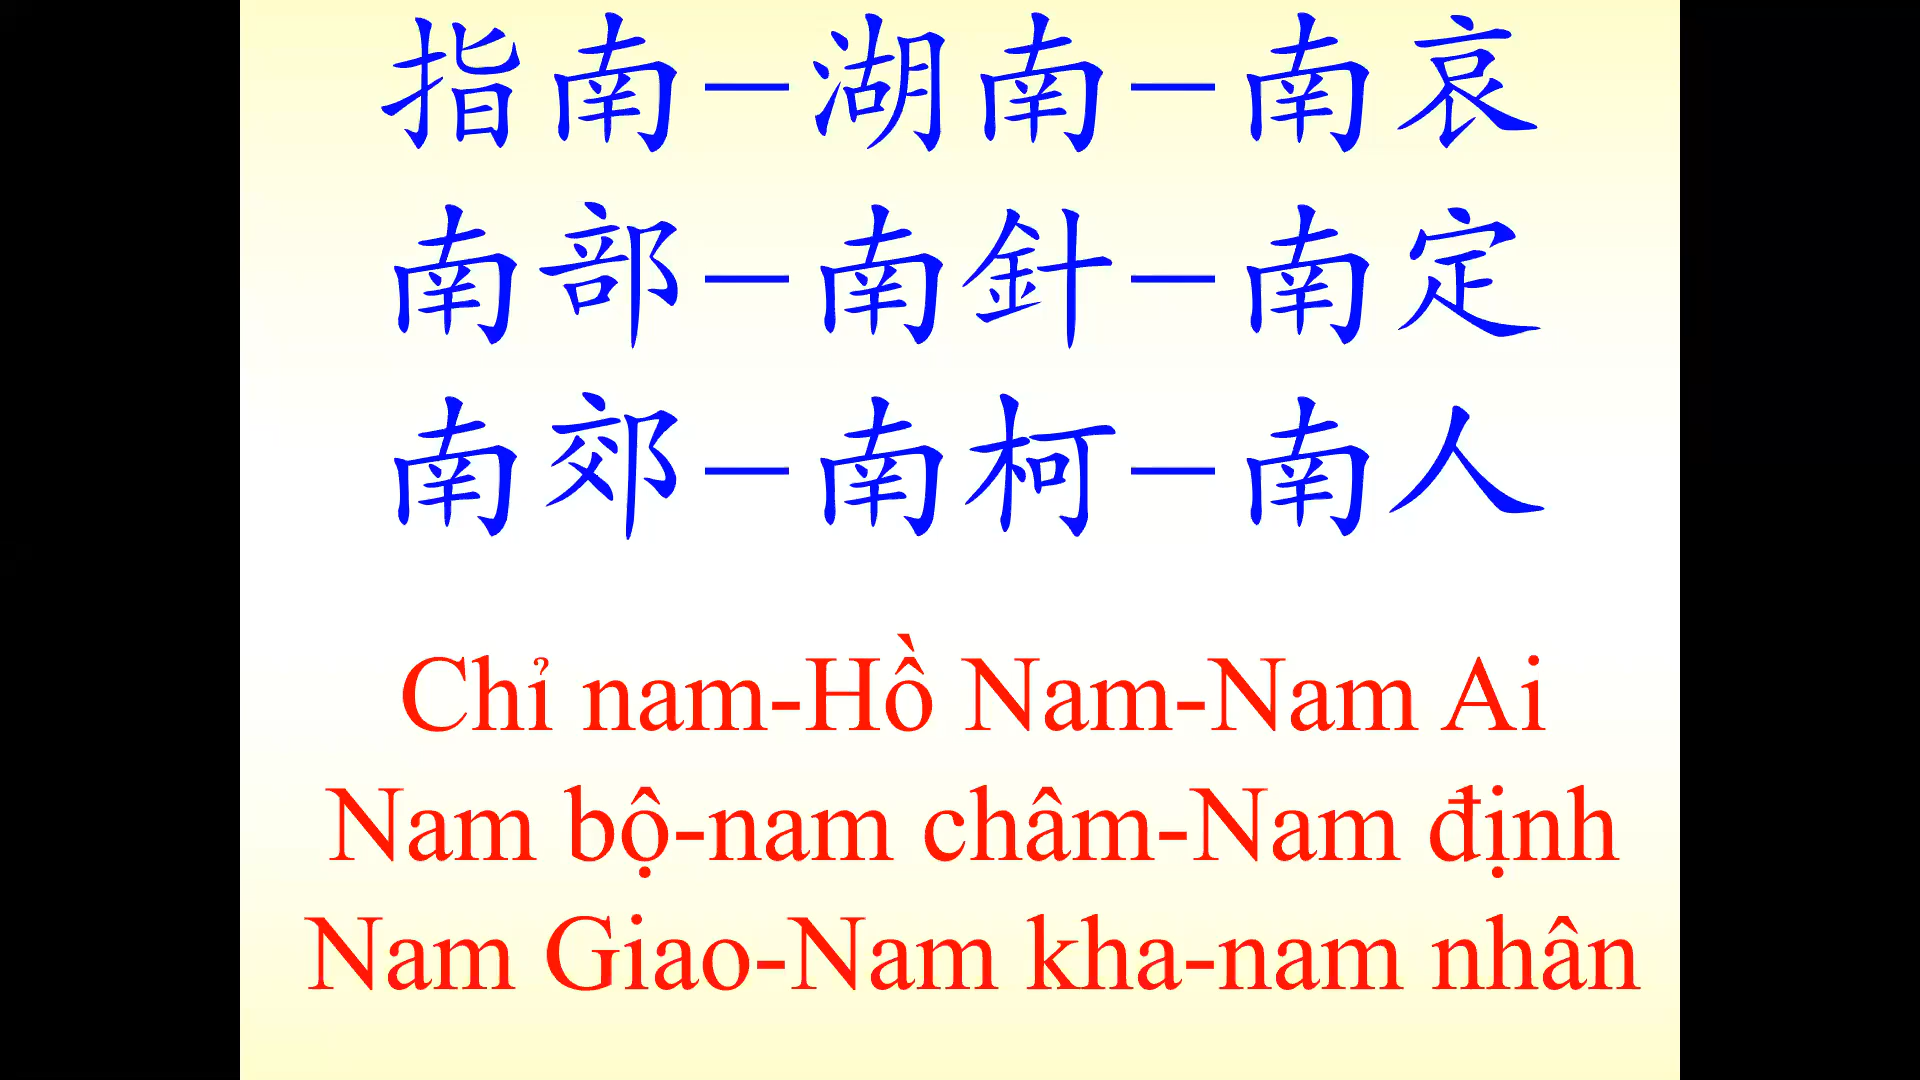 指南–湖南–南哀
南部–南針–南定
南郊–南柯–南人
Chỉ nam-Hồ Nam-Nam Ai
Nam bộ-nam châm-Nam định
Nam Giao-Nam kha-nam nhân